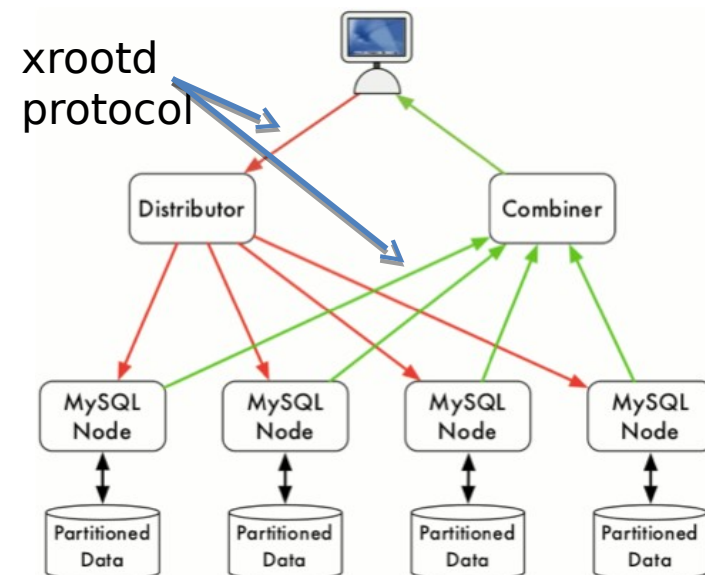 xrootd
protocol
Distributor
Combiner
MySQL
Node
MySQL
Node
MySQL
Node
MySQL
Node
Partitioned
Data
Partitioned
Data
Partitioned
Data
Partitioned
Data